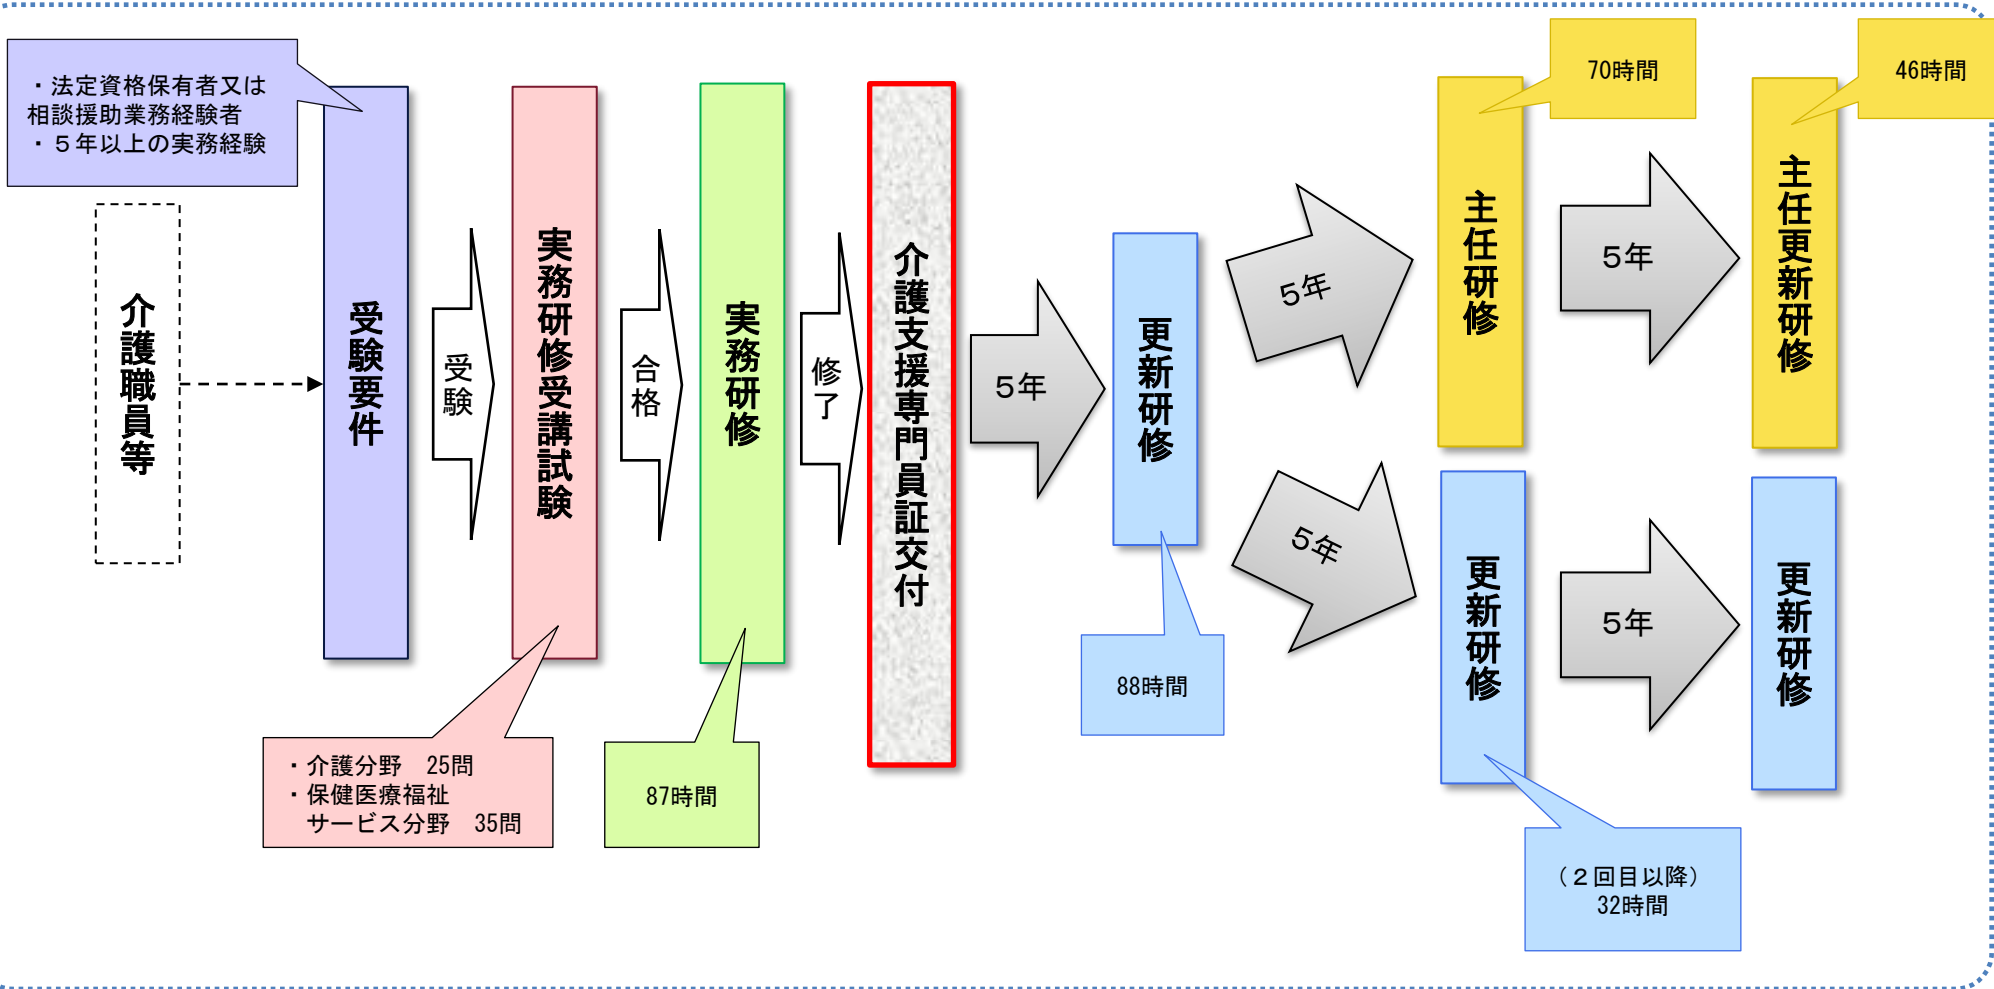 ・法定資格保有者又は
相談援助業務経験者
・５年以上の実務経験
介護職員等
受験要件
受験
実務研修受講試験
・介護分野　25問
・保健医療福祉
サービス分野　35問
合格
実務研修
87時間
修了
介護支援専門員証交付
５年
更新研修
88時間
５年
主任研修
70時間
５年
主任更新研修
46時間
５年
更新研修
（２回目以降）
32時間
５年
更新研修